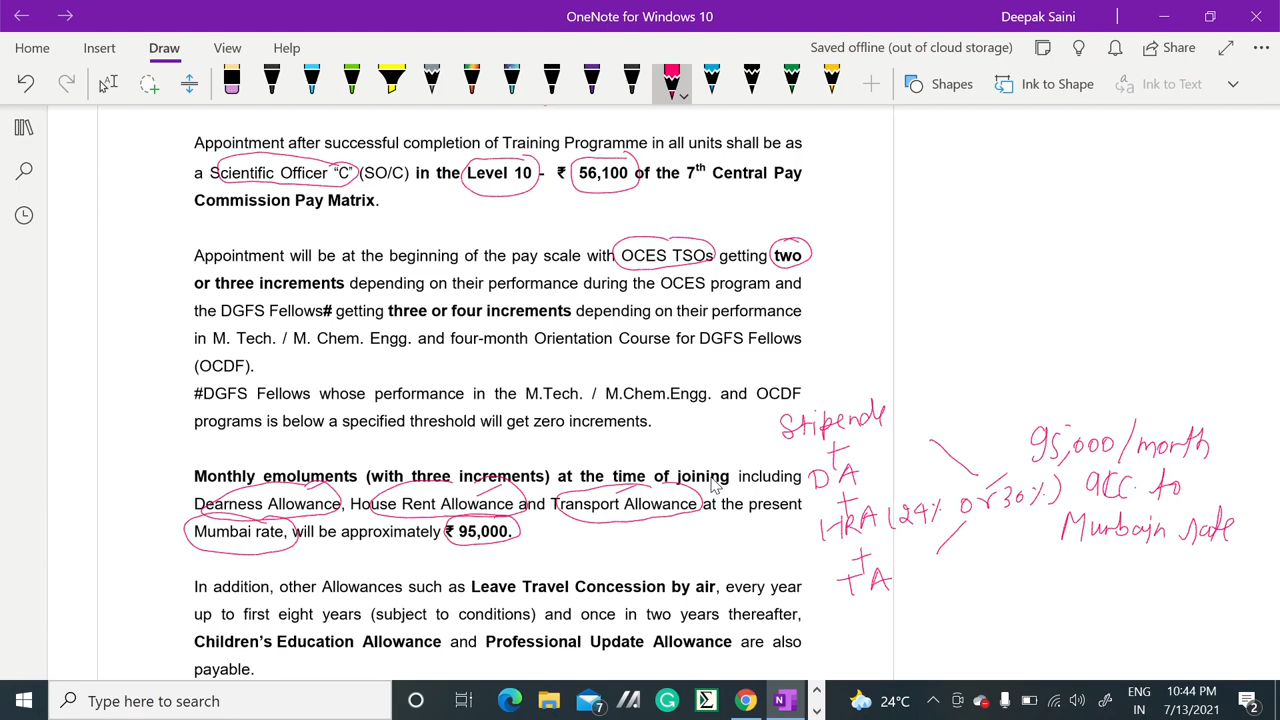 OneNote for Windows 10
Deepak Saini
Home Insert Draw View Help
Saved offline (out of cloud storage)
Share
Shapes
Ink to Shape
Ink to Text
Appointment after successful completion of Training Programme in all units shall be as
a Scientific Officer “C” (SO/C) in the Level 10 - ₹ 56,100 of the 7th Central Pay
Commission Pay Matrix.
Appointment will be at the beginning of the pay scale with OCES TSOs getting two
or three increments depending on their performance during the OCES program and
the DGFS Fellows# getting three or four increments depending on their performance
in M. Tech. / M. Chem. Engg. and four-month Orientation Course for DGFS Fellows
(OCDF).
#DGFS Fellows whose performance in the M.Tech. / M.Chem.Engg. and OCDF
programs is below a specified threshold will get zero increments.
Monthly emoluments (with three increments) at the time of joining including
Dearness Allowance, House Rent Allowance and Transport Allowance at the present
Mumbai rate, will be approximately ₹ 95,000.
In addition, other Allowances such as Leave Travel Concession by air, every year
up to first eight years (subject to conditions) and once in two years thereafter,
Children’s Education Allowance and Professional Update Allowance are also
payable.
Stipende
+
DA
+
HRA (24% or 30%)
+
TA
95,000/month
acc. to
Mumbain rate
Type here to search
7
24°C
ENG
IN
10:44 PM
7/13/2021
2